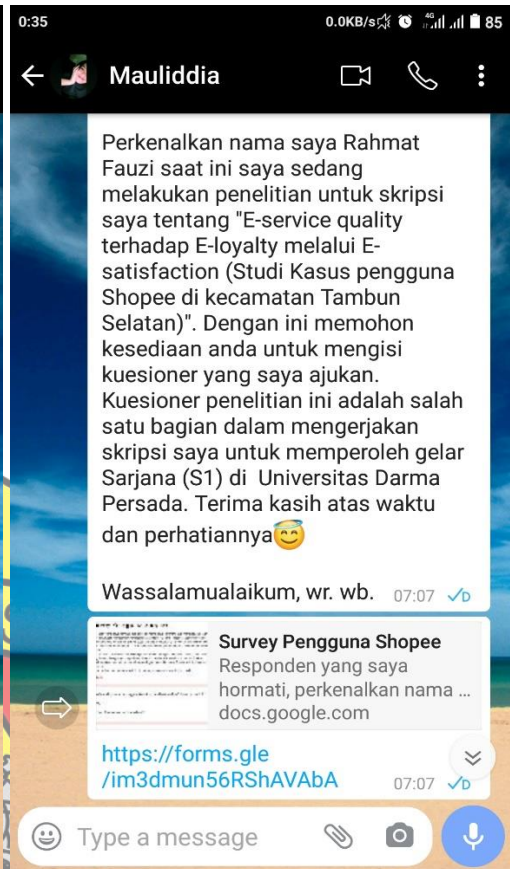 0:35 0.0KB/s 4G 85
Mauliddia
Perkenalkan nama saya Rahmat
Fauzi saat ini saya sedang
melakukan penelitian untuk skripsi
saya tentang "E-service quality
terhadap E-loyalty melalui E-
satisfaction (Studi Kasus pengguna
Shopee di kecamatan Tambun
Selatan)". Dengan ini memohon
kesediaan anda untuk mengisi
kuesioner yang saya ajukan.
Kuesioner penelitian ini adalah salah
satu bagian dalam mengerjakan
skripsi saya untuk memperoleh gelar
Sarjana (S1) di Universitas Darma
Persada. Terima kasih atas waktu
dan perhatiannya😇
Wassalamualaikum, wr. wb. 07:07
Survey Pengguna Shopee
Responden yang saya
hormati, perkenalkan nama ...
docs.google.com
https://forms.gle
/im3dmun56RShAVAbA 07:07
Type a message